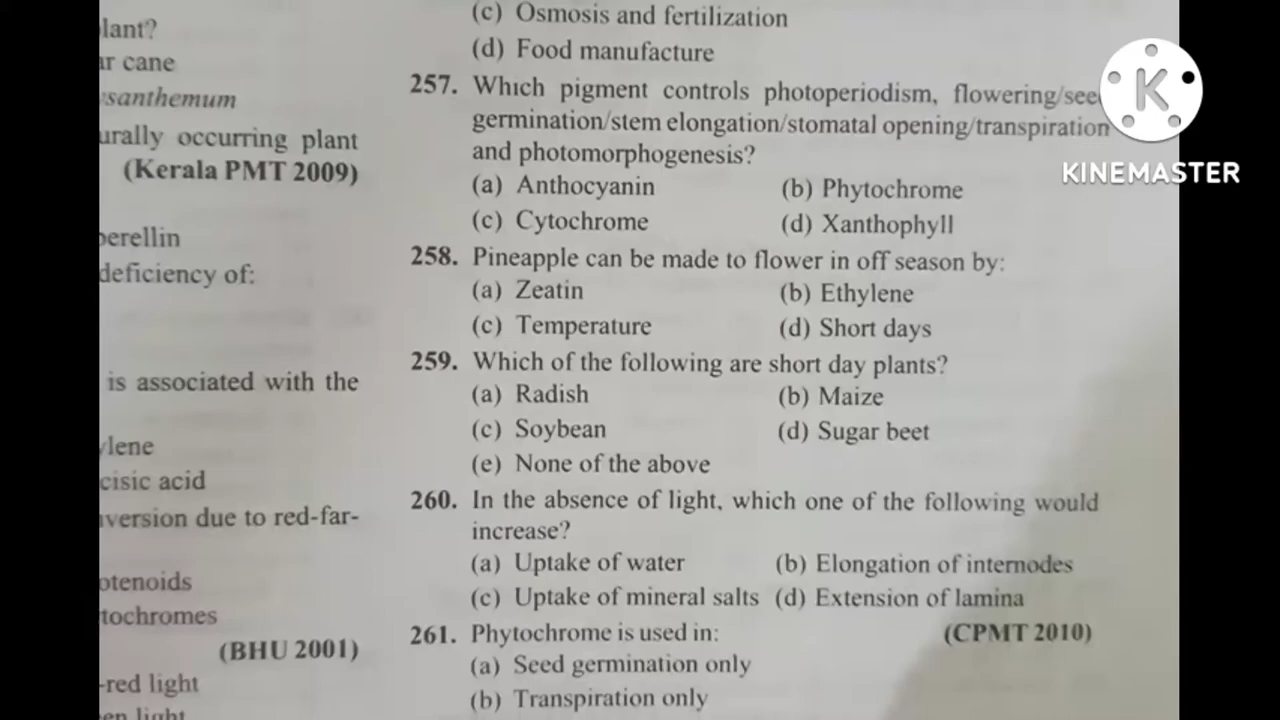 lant?
ar cane
santhemum
urally occurring plant
(Kerala PMT 2009)
erellin
deficiency of:
is associated with the
lene
cisic acid
version due to red-far-
otenoids
tochromes
(BHU 2001)
-red light
en light
(c) Osmosis and fertilization
(d) Food manufacture
257. Which pigment controls photoperiodism, flowering/see
germination/stem elongation/stomatal opening/transpiration
and photomorphogenesis?
(a) Anthocyanin (b) Phytochrome
(c) Cytochrome (d) Xanthophyll
258. Pineapple can be made to flower in off season by:
(a) Zeatin (b) Ethylene
(c) Temperature (d) Short days
259. Which of the following are short day plants?
(a) Radish (b) Maize
(c) Soybean (d) Sugar beet
(e) None of the above
260. In the absence of light, which one of the following would
increase?
(a) Uptake of water (b) Elongation of internodes
(c) Uptake of mineral salts (d) Extension of lamina
261. Phytochrome is used in: (CPMT 2010)
(a) Seed germination only
(b) Transpiration only
K
KINEMASTER